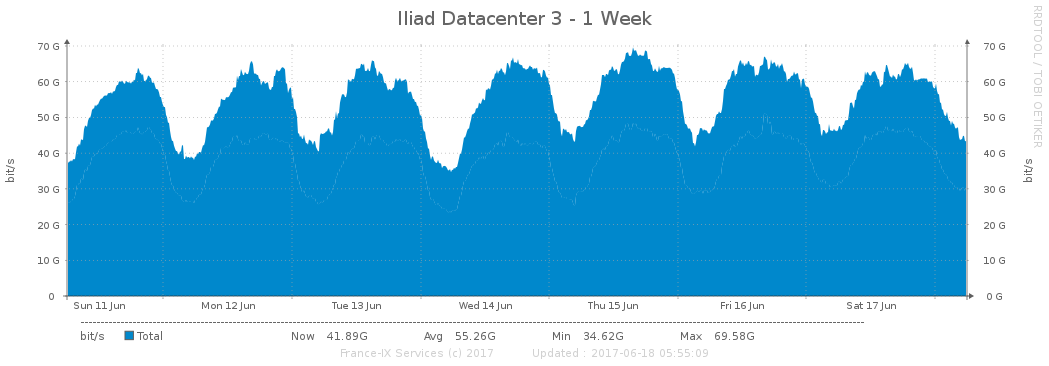 Iliad Datacenter 3 - 1 Week
RRDTOOL / TOBI OETIKER
70 G 70 G
60 G 60 G
50 G 50 G
40 G 40 G
30 G 30 G
20 G 20 G
10 G 10 G
0 0 G
bit/s bit/s
Sun 11 Jun Mon 12 Jun Tue 13 Jun Wed 14 Jun Thu 15 Jun Fri 16 Jun Sat 17 Jun
bit/s Total Now 41.89G Avg 55.26G Min 34.62G Max 69.58G
France-IX Services (c) 2017 Updated : 2017-06-18 05:55:09